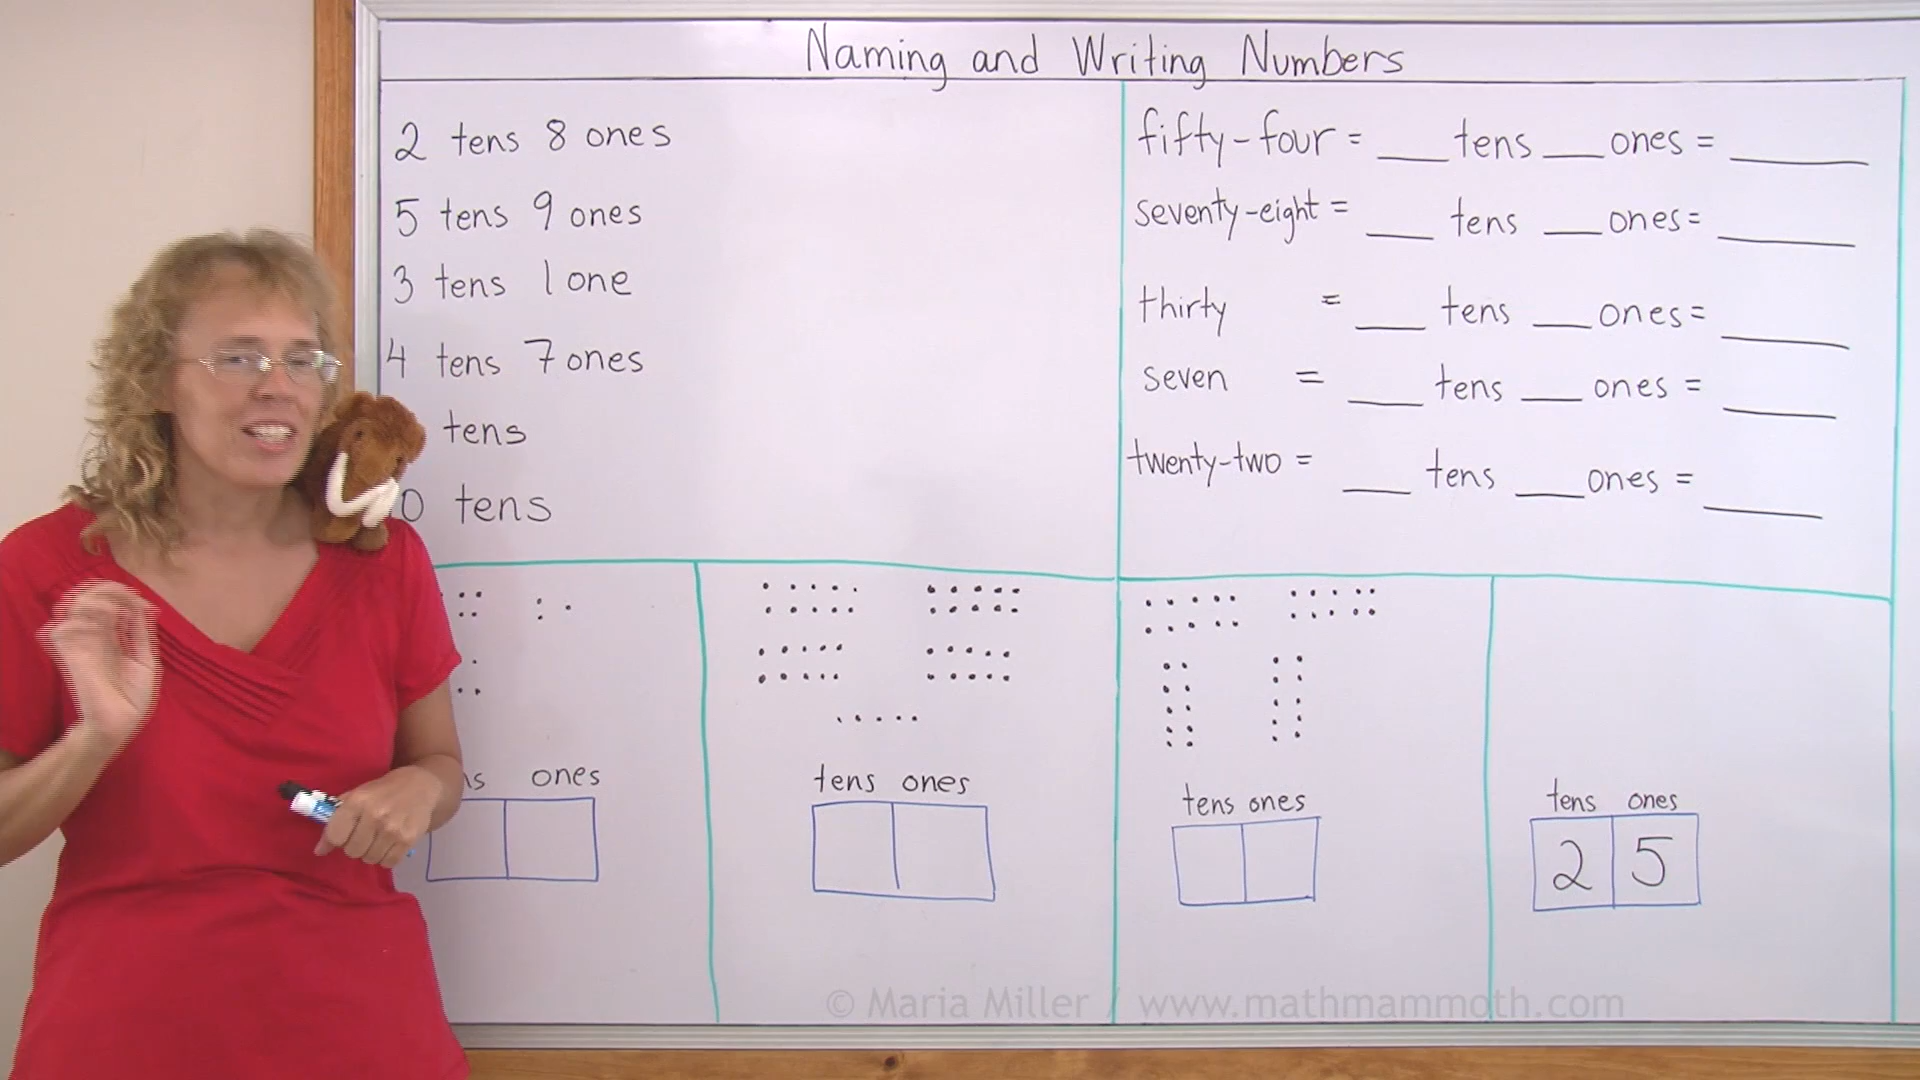 Naming and Writing Numbers
2 tens 8 ones
5 tens 9 ones
3 tens 1 one
4 tens 7 ones
tens
0 tens
fifty-four = ___ tens ___ ones = ___
seventy-eight = ___ tens ___ ones = ___
thirty = ___ tens ___ ones = ___
seven = ___ tens ___ ones = ___
twenty-two = ___ tens ___ ones = ___
ones
tens ones
tens ones
tens ones
2 5
© Maria Miller / www.mathmammoth.com